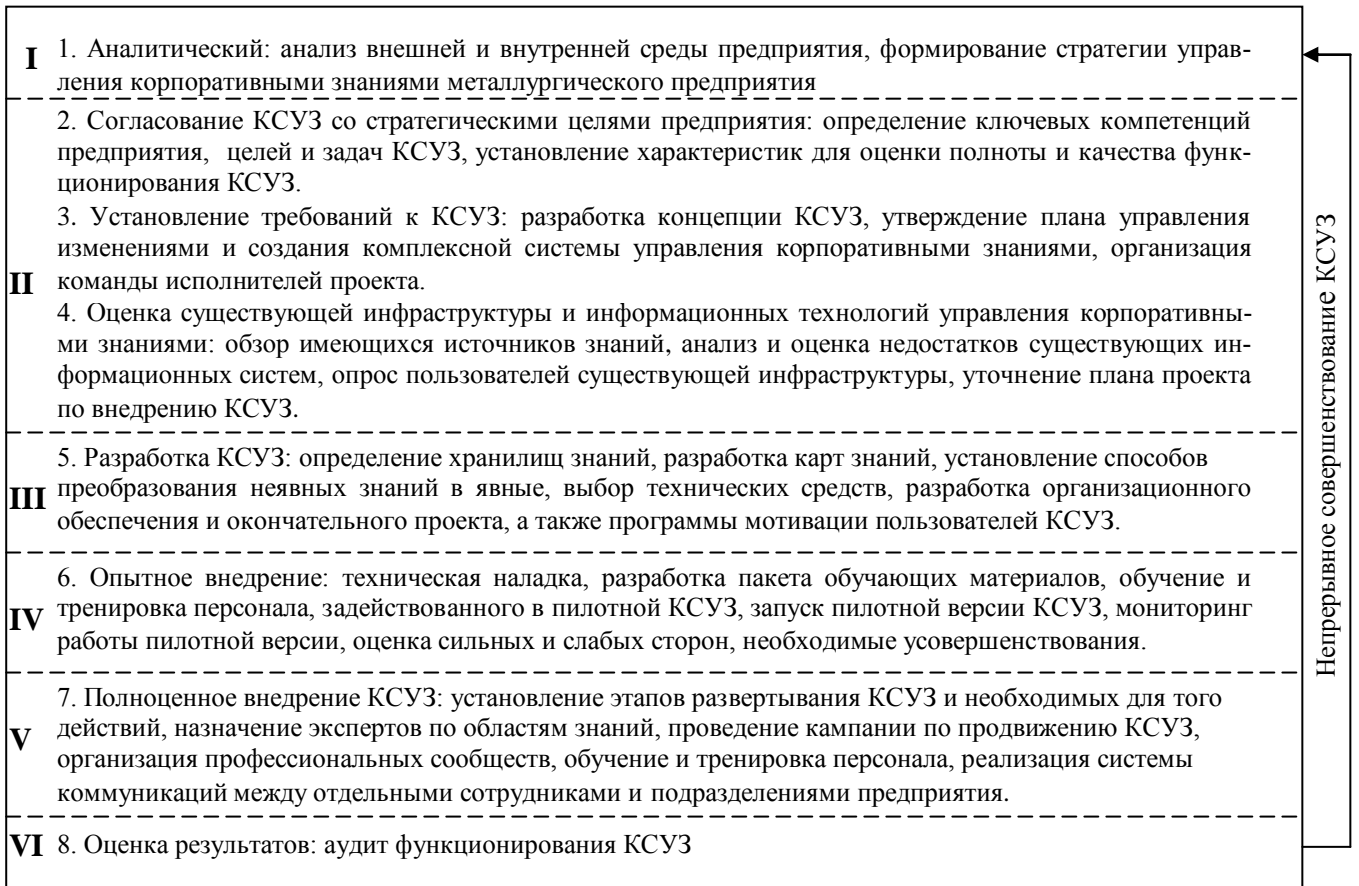 I
1. Аналитический: анализ внешней и внутренней среды предприятия, формирование стратегии управ-
ления корпоративными знаниями металлургического предприятия
2. Согласование КСУЗ со стратегическими целями предприятия: определение ключевых компетенций
предприятия, целей и задач КСУЗ, установление характеристик для оценки полноты и качества функ-
ционирования КСУЗ.
3. Установление требований к КСУЗ: разработка концепции КСУЗ, утверждение плана управления
изменениями и создания комплексной системы управления корпоративными знаниями, организация
II
команды исполнителей проекта.
4. Оценка существующей инфраструктуры и информационных технологий управления корпоративны-
ми знаниями: обзор имеющихся источников знаний, анализ и оценка недостатков существующих ин-
формационных систем, опрос пользователей существующей инфраструктуры, уточнение плана проекта
по внедрению КСУЗ.
5. Разработка КСУЗ: определение хранилищ знаний, разработка карт знаний, установление способов
III
преобразования неявных знаний в явные, выбор технических средств, разработка организационного
обеспечения и окончательного проекта, а также программы мотивации пользователей КСУЗ.
6. Опытное внедрение: техническая наладка, разработка пакета обучающих материалов, обучение и
IV
тренировка персонала, задействованного в пилотной КСУЗ, запуск пилотной версии КСУЗ, мониторинг
работы пилотной версии, оценка сильных и слабых сторон, необходимые усовершенствования.
7. Полноценное внедрение КСУЗ: установление этапов развертывания КСУЗ и необходимых для того
V
действий, назначение экспертов по областям знаний, проведение кампании по продвижению КСУЗ,
организация профессиональных сообществ, обучение и тренировка персонала, реализация системы
коммуникаций между отдельными сотрудниками и подразделениями предприятия.
VI
8. Оценка результатов: аудит функционирования КСУЗ
Непрерывное совершенствование КСУЗ